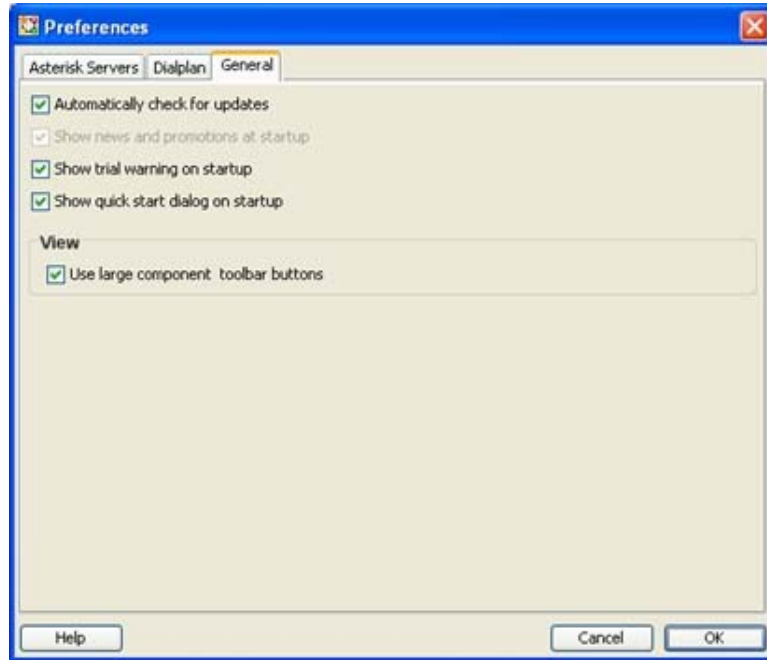 Preferences
Asterisk Servers Dialplan General
Automatically check for updates
Show news and promotions at startup
Show trial warning on startup
Show quick start dialog on startup
View
Use large component toolbar buttons
Help Cancel OK